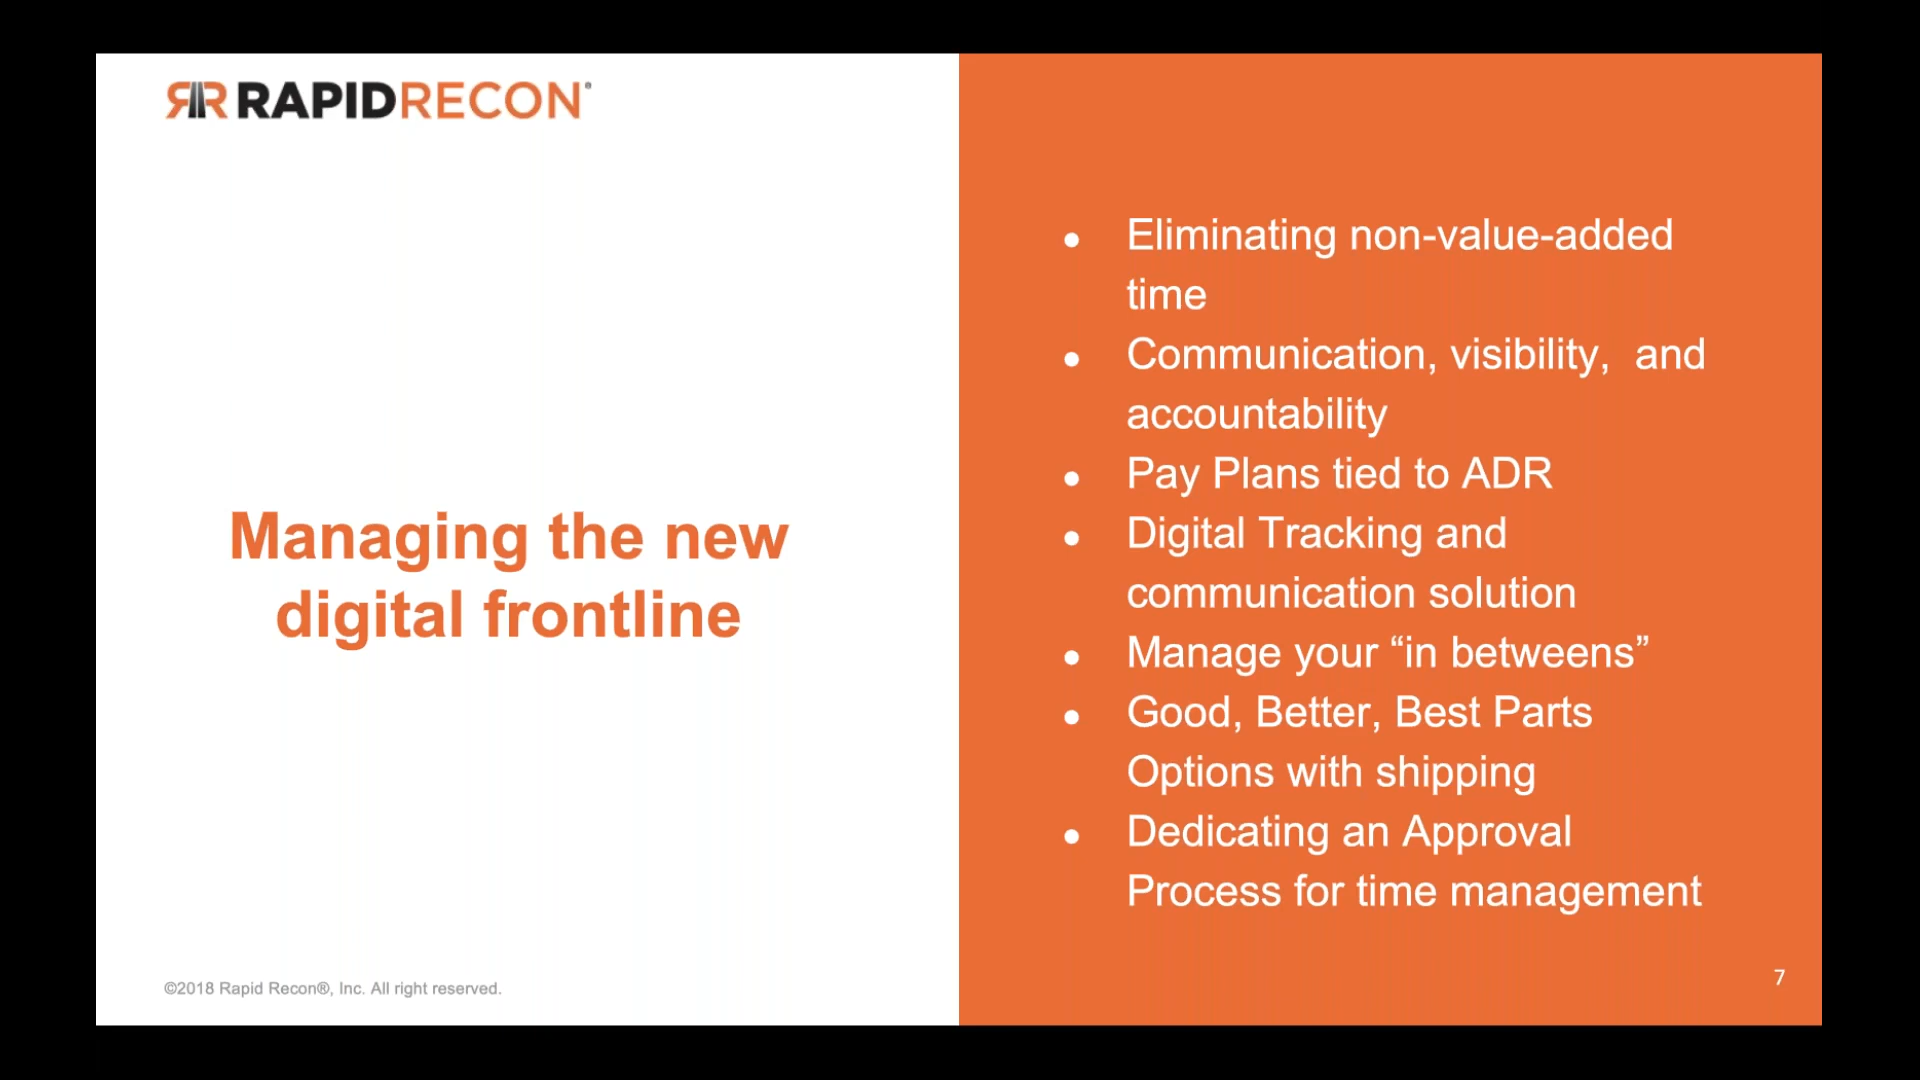 RAPIDRECON®
Managing the new
digital frontline
Eliminating non-value-added
time
Communication, visibility,  and
accountability
Pay Plans tied to ADR
Digital Tracking and
communication solution
Manage your “in betweens”
Good, Better, Best Parts
Options with shipping
Dedicating an Approval
Process for time management
©2018 Rapid Recon®, Inc. All right reserved.
7